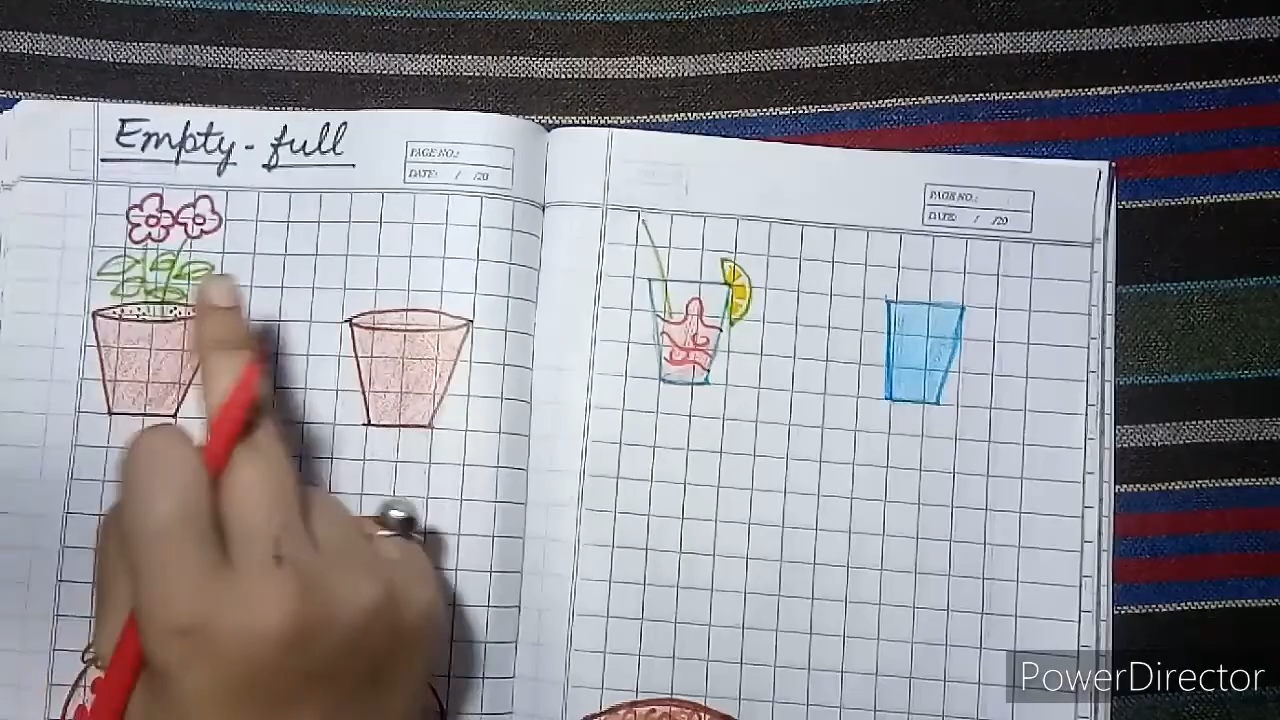 Empty - full
PAGE NO.:
DATE: / /20
PAGE NO.:
DATE: / /20
PowerDirector